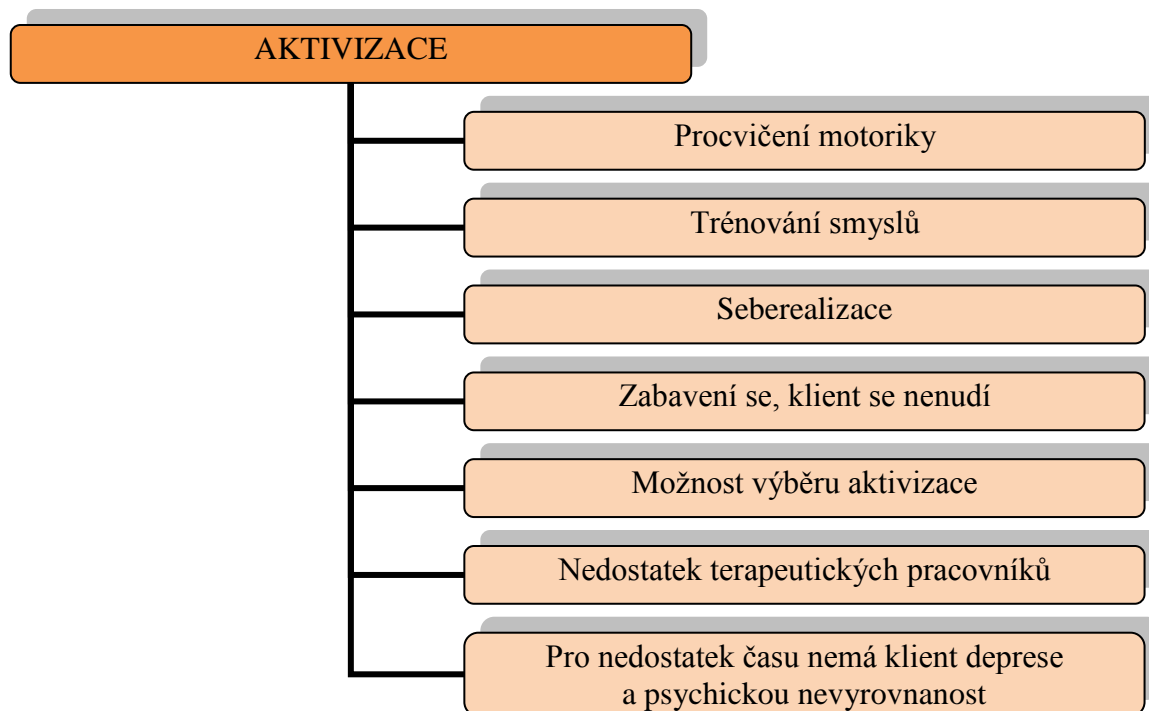 AKTIVIZACE
Procvičení motoriky
Trénování smyslů
Seberealizace
Zabavení se, klient se nenudí
Možnost výběru aktivizace
Nedostatek terapeutických pracovníků
Pro nedostatek času nemá klient deprese
a psychickou nevyrovnanost